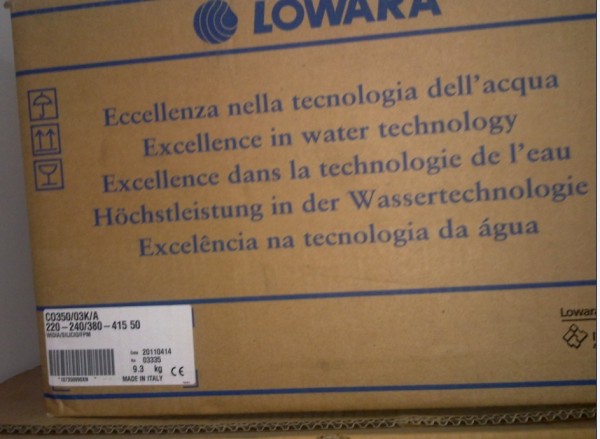 LOWARA
Eccellenza nella tecnologia dell'acqua
Excellence in water technology
Excellence dans la technologie de l'eau
Höchstleistung in der Wassertechnologie
Excelência na tecnologia da água
CO350/03K/A
220-240/380-415 50
Date 20110414
No 03335
9.3 kg CE
MADE IN ITALY
Lowara